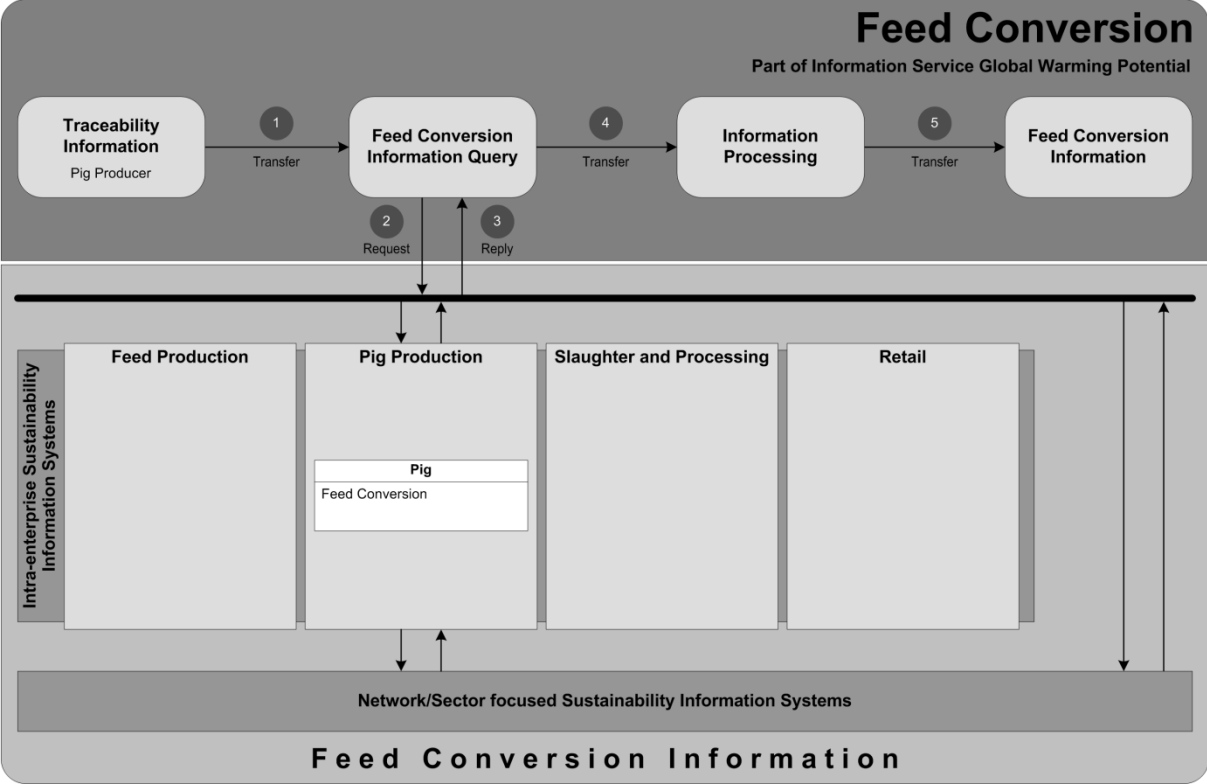 Feed Conversion
Part of Information Service Global Warming Potential
Traceability
Information
Pig Producer
1
Transfer
Feed Conversion
Information Query
4
Transfer
Information
Processing
5
Transfer
Feed Conversion
Information
2
Request
3
Reply
Intra-enterprise Sustainability
Information Systems
Feed Production
Pig Production
Slaughter and Processing
Retail
Pig
Feed Conversion
Network/Sector focused Sustainability Information Systems
Feed Conversion Information